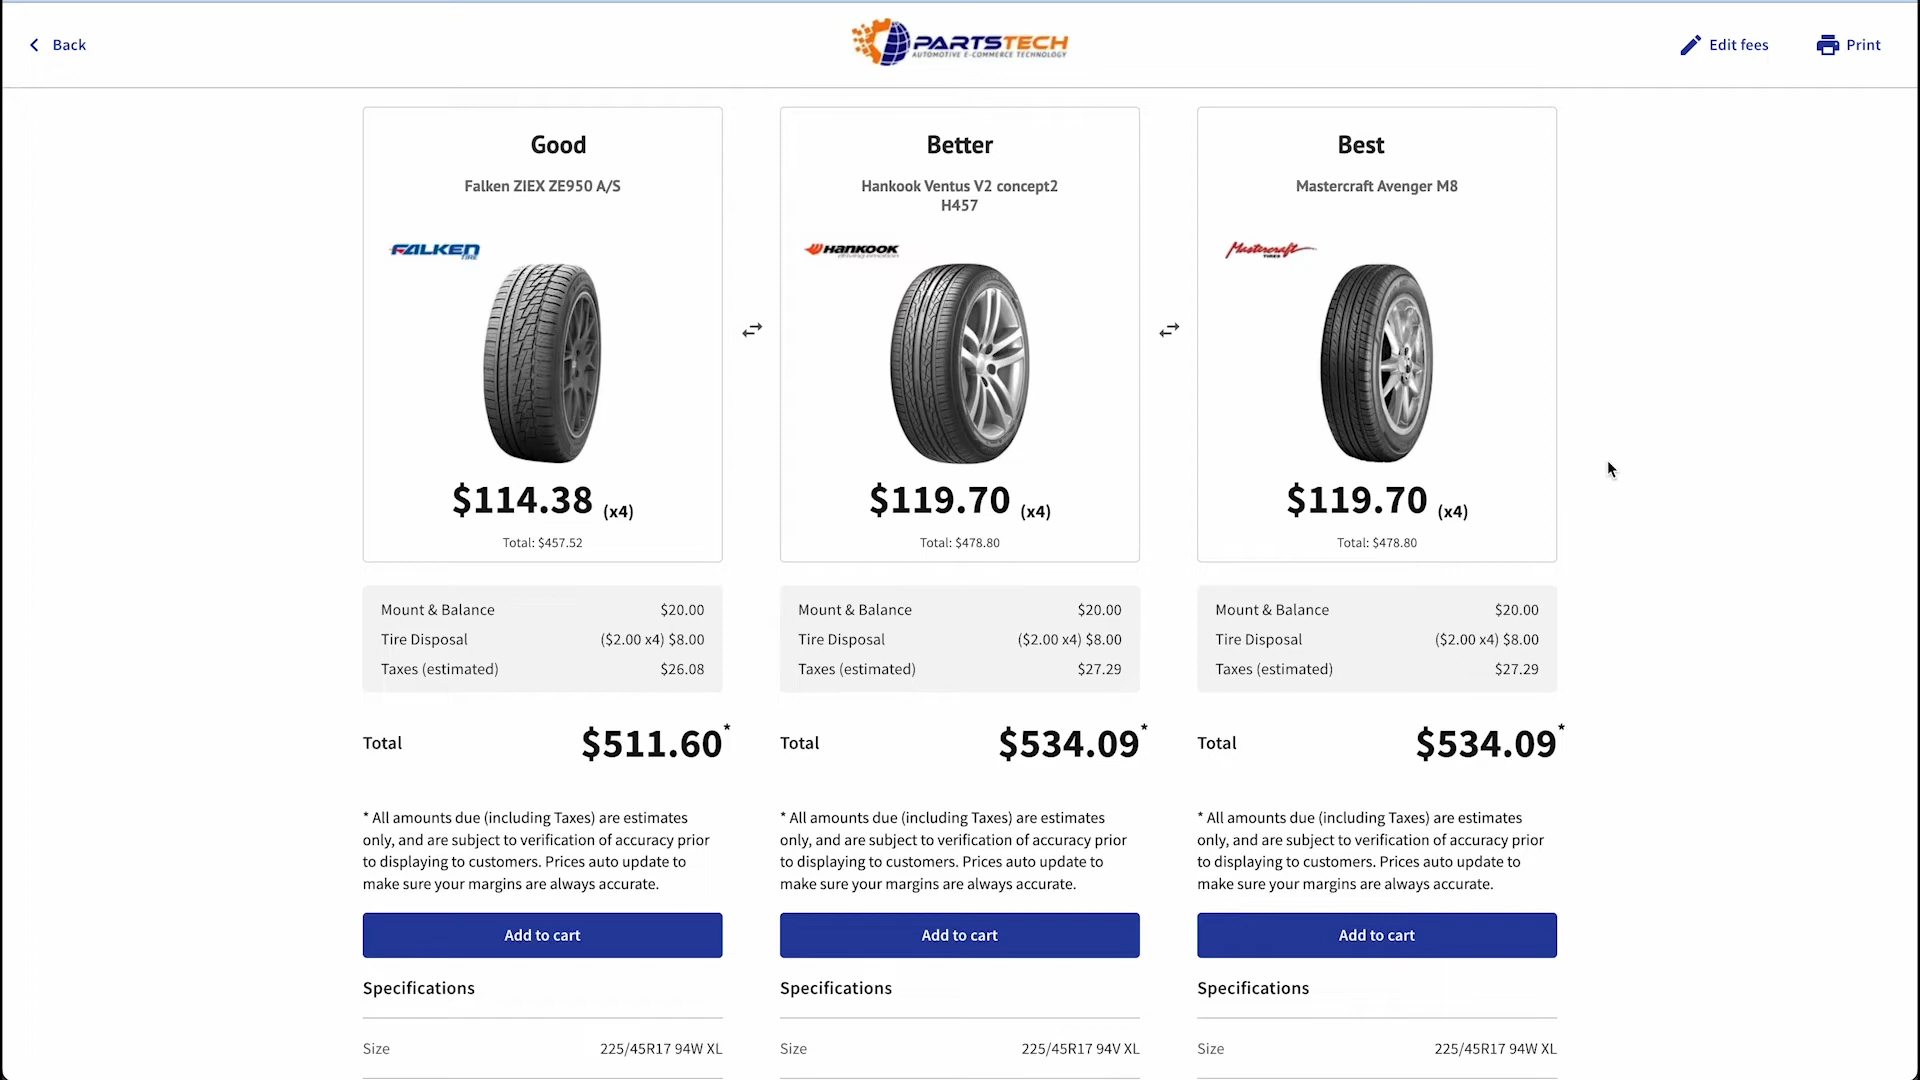 Back
PARTSTECH
AUTOMOTIVE E-COMMERCE TECHNOLOGY
Edit fees
Print
Good
Falken ZIEX ZE950 A/S
FALKEN
TIRE
$114.38 (x4)
Total: $457.52
Mount & Balance $20.00
Tire Disposal ($2.00 x4) $8.00
Taxes (estimated) $26.08
Total $511.60*
* All amounts due (including Taxes) are estimates
only, and are subject to verification of accuracy prior
to displaying to customers. Prices auto update to
make sure your margins are always accurate.
Add to cart
Specifications
Size 225/45R17 94W XL
Better
Hankook Ventus V2 concept2
H457
HANKOOK
driving emotion
$119.70 (x4)
Total: $478.80
Mount & Balance $20.00
Tire Disposal ($2.00 x4) $8.00
Taxes (estimated) $27.29
Total $534.09*
* All amounts due (including Taxes) are estimates
only, and are subject to verification of accuracy prior
to displaying to customers. Prices auto update to
make sure your margins are always accurate.
Add to cart
Specifications
Size 225/45R17 94V XL
Best
Mastercraft Avenger M8
Mastercraft
TIRES
$119.70 (x4)
Total: $478.80
Mount & Balance $20.00
Tire Disposal ($2.00 x4) $8.00
Taxes (estimated) $27.29
Total $534.09*
* All amounts due (including Taxes) are estimates
only, and are subject to verification of accuracy prior
to displaying to customers. Prices auto update to
make sure your margins are always accurate.
Add to cart
Specifications
Size 225/45R17 94W XL